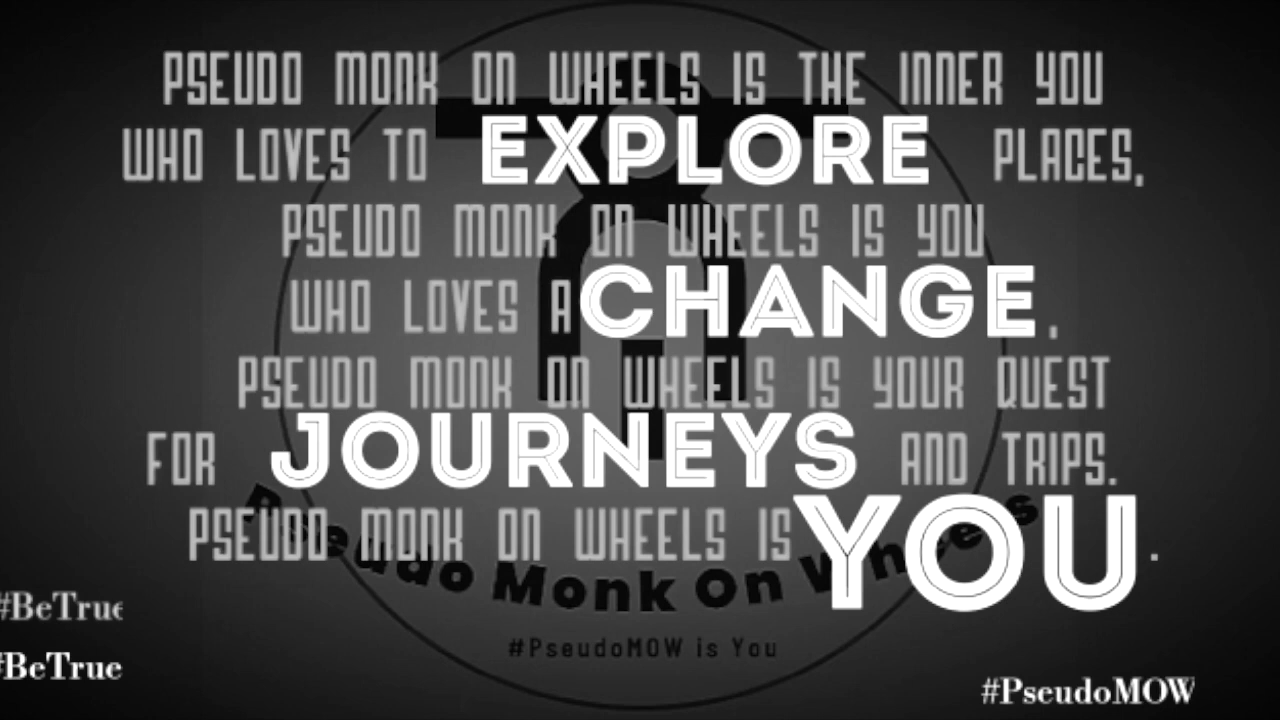 PSEUDO MONK ON WHEELS IS THE INNER YOU
WHO LOVES TO EXPLORE PLACES,
PSEUDO MONK ON WHEELS IS YOU
WHO LOVES A CHANGE,
PSEUDO MONK ON WHEELS IS YOUR QUEST
FOR JOURNEYS AND TRIPS.
PSEUDO MONK ON WHEELS IS YOU.
Pseudo Monk On Wheels
#BeTrue
#PseudoMOW is You
#BeTrue
#PseudoMOW